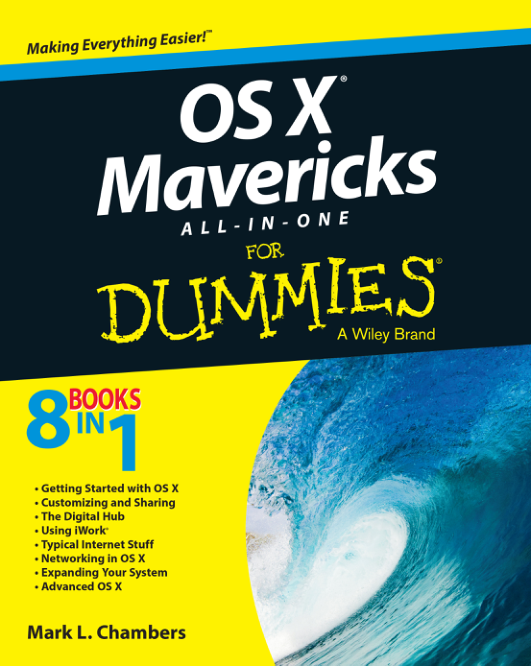 Making Everything Easier!™
OS X®
Mavericks
ALL-IN-ONE
FOR
DUMMIES®
A Wiley Brand
8 BOOKS
IN 1
• Getting Started with OS X
• Customizing and Sharing
• The Digital Hub
• Using iWork®
• Typical Internet Stuff
• Networking in OS X
• Expanding Your System
• Advanced OS X
Mark L. Chambers